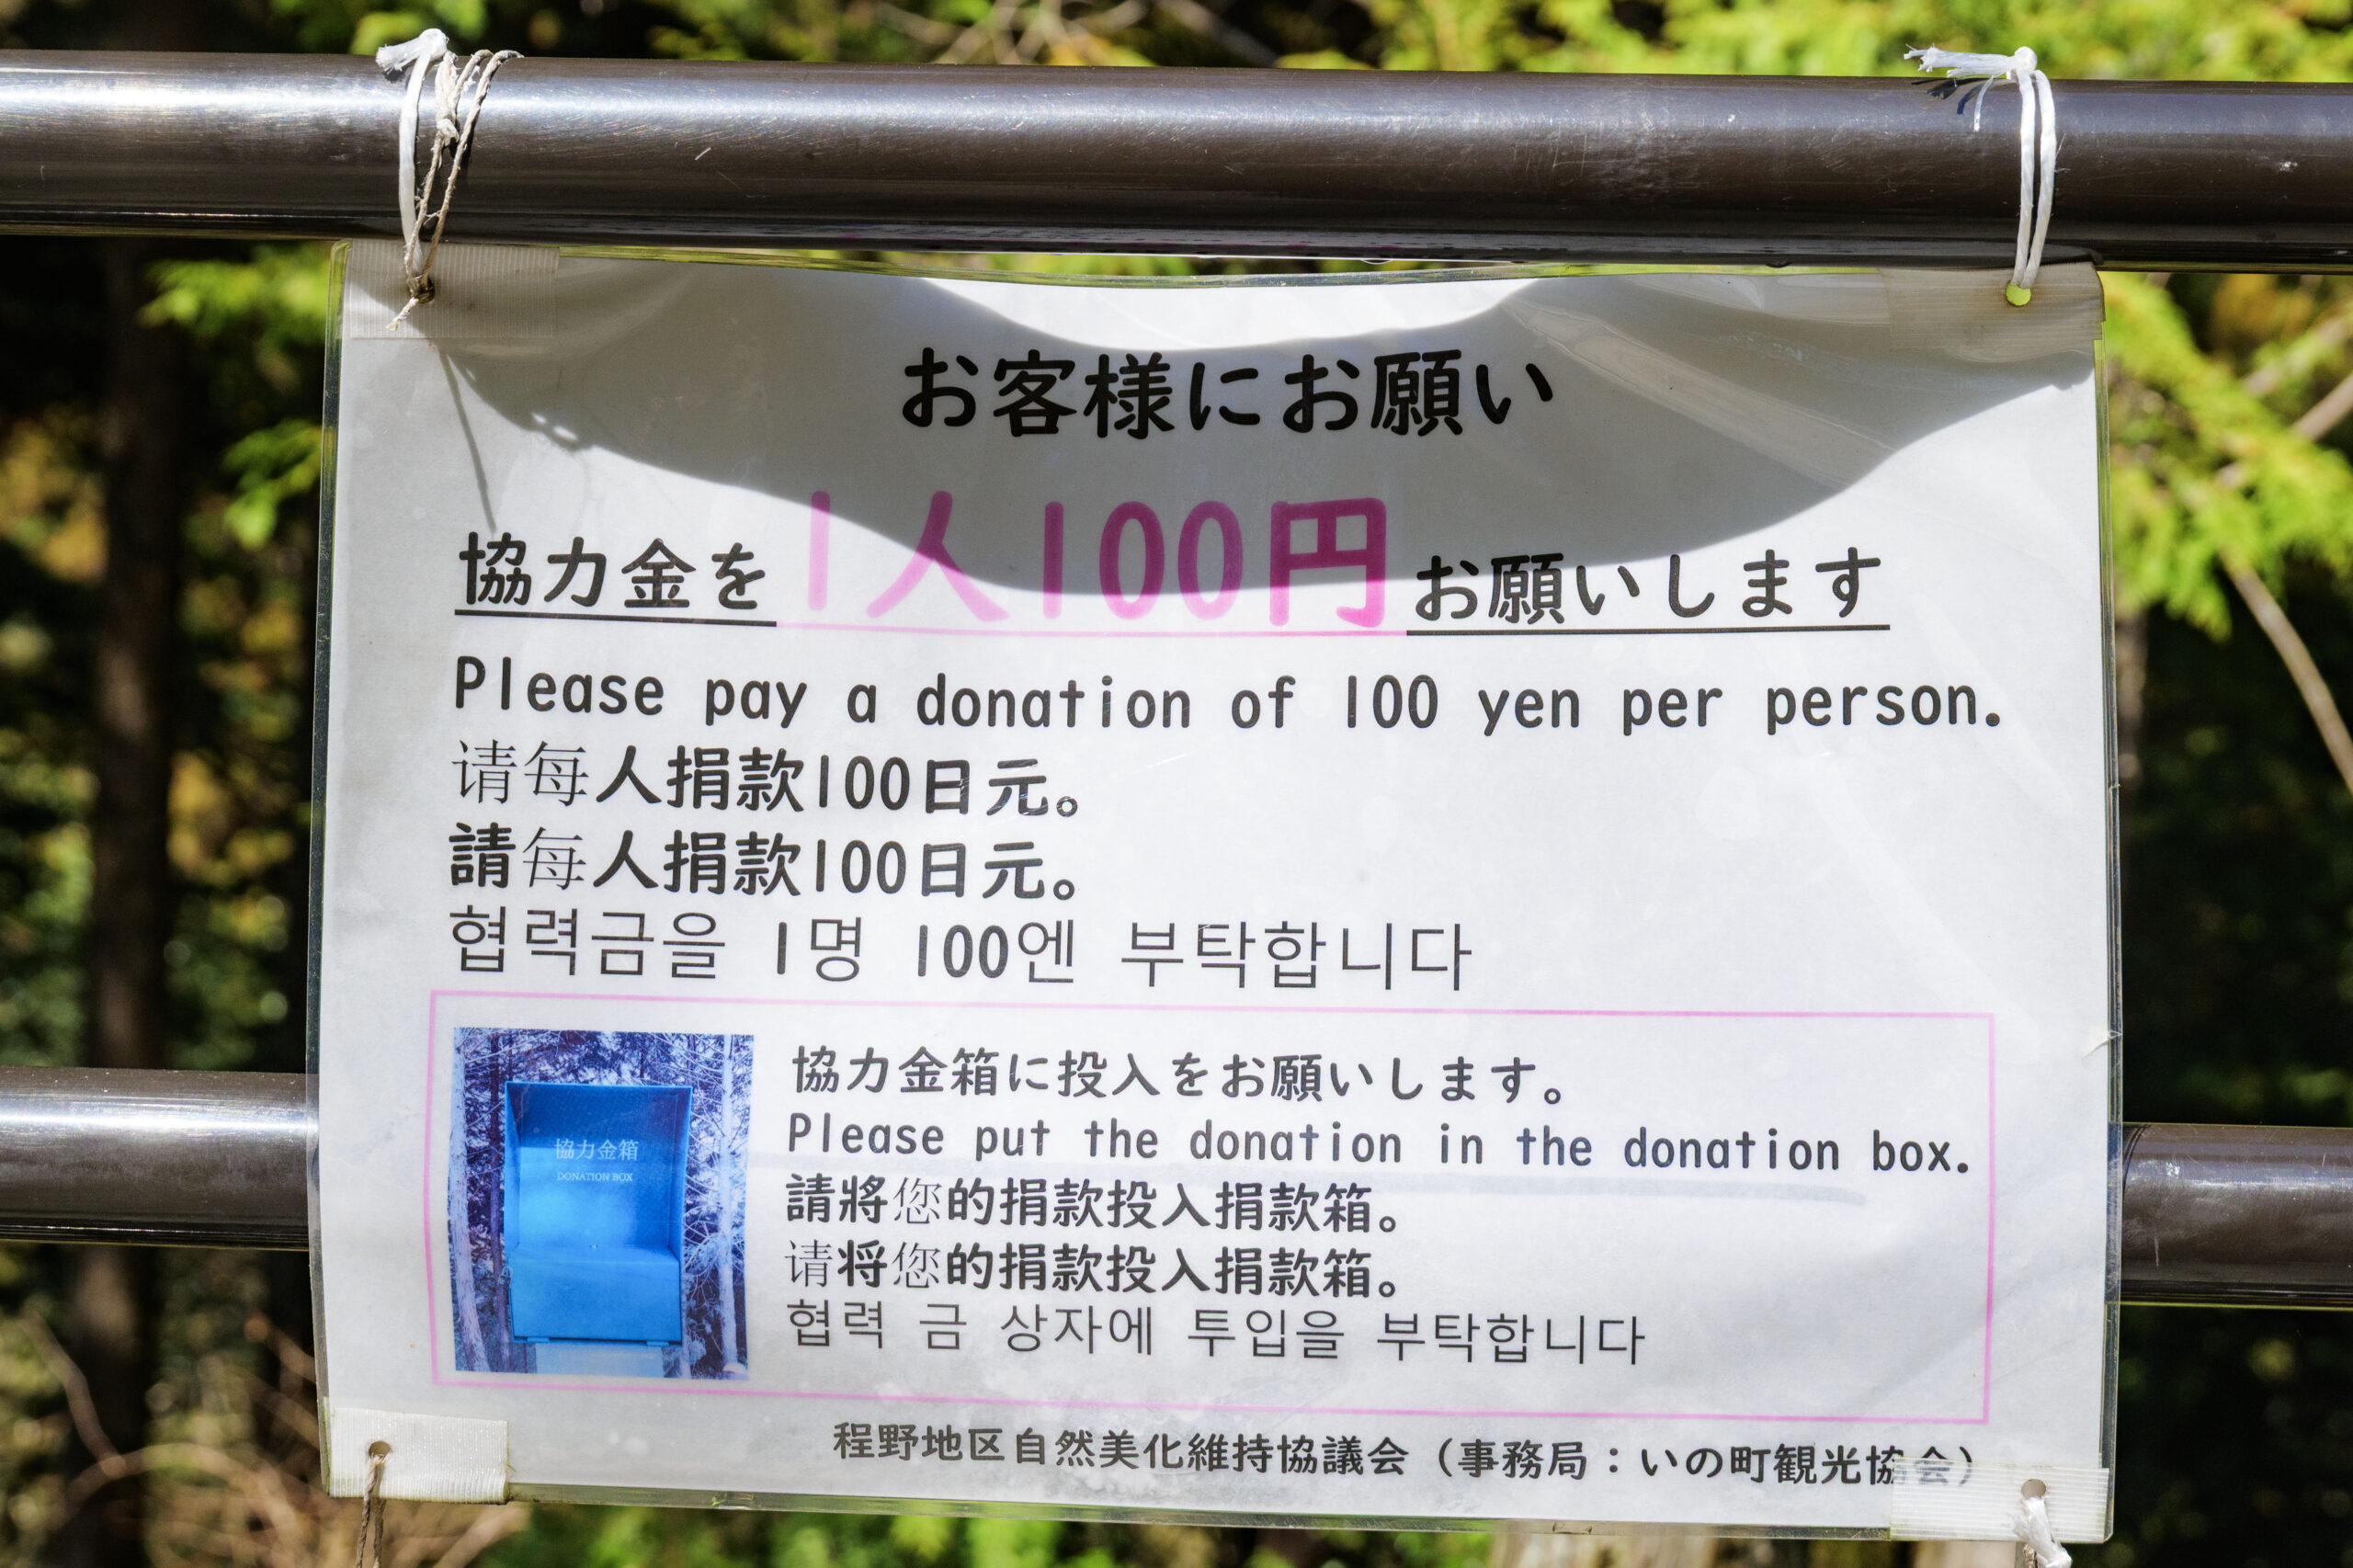 お客様にお願い
協力金を1人100円お願いします
Please pay a donation of 100 yen per person.
请每人捐款100日元。
請每人捐款100日元。
협력금을 1명 100엔 부탁합니다
協力金箱
DONATION BOX
協力金箱に投入をお願いします。
Please put the donation in the donation box.
請將您的捐款投入捐款箱。
请将您的捐款投入捐款箱。
협력 금 상자에 투입을 부탁합니다
程野地区自然美化維持協議会（事務局：いの町観光協会）